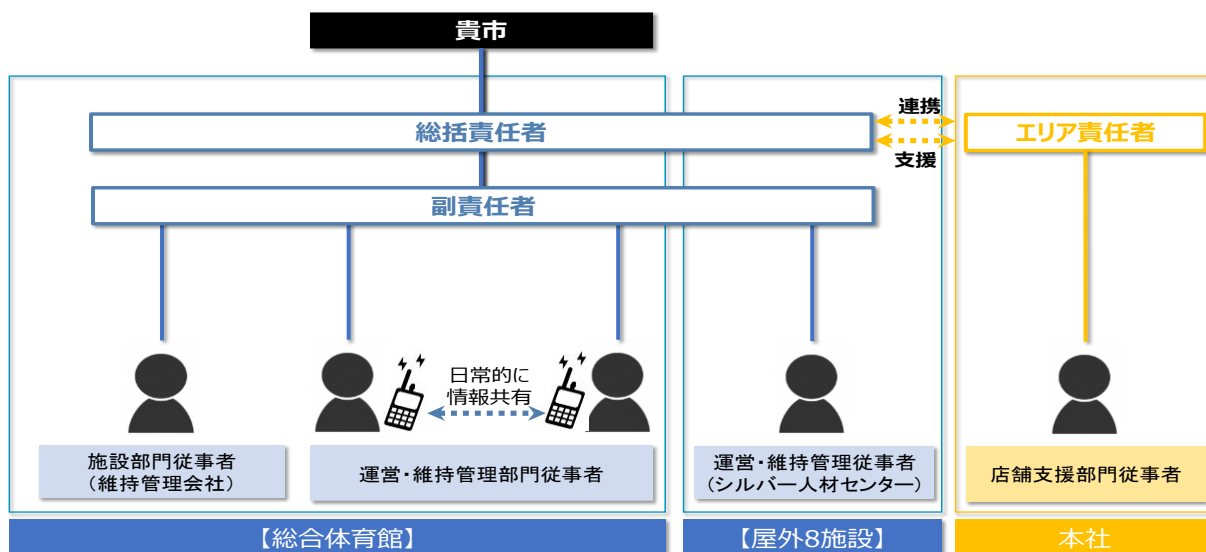 貴市
総括責任者
連携
支援
エリア責任者
副責任者
日常的に
情報共有
施設部門従事者
（維持管理会社）
運営・維持管理部門従事者
運営・維持管理従事者
（シルバー人材センター）
店舗支援部門従事者
【総合体育館】
【屋外8施設】
本社